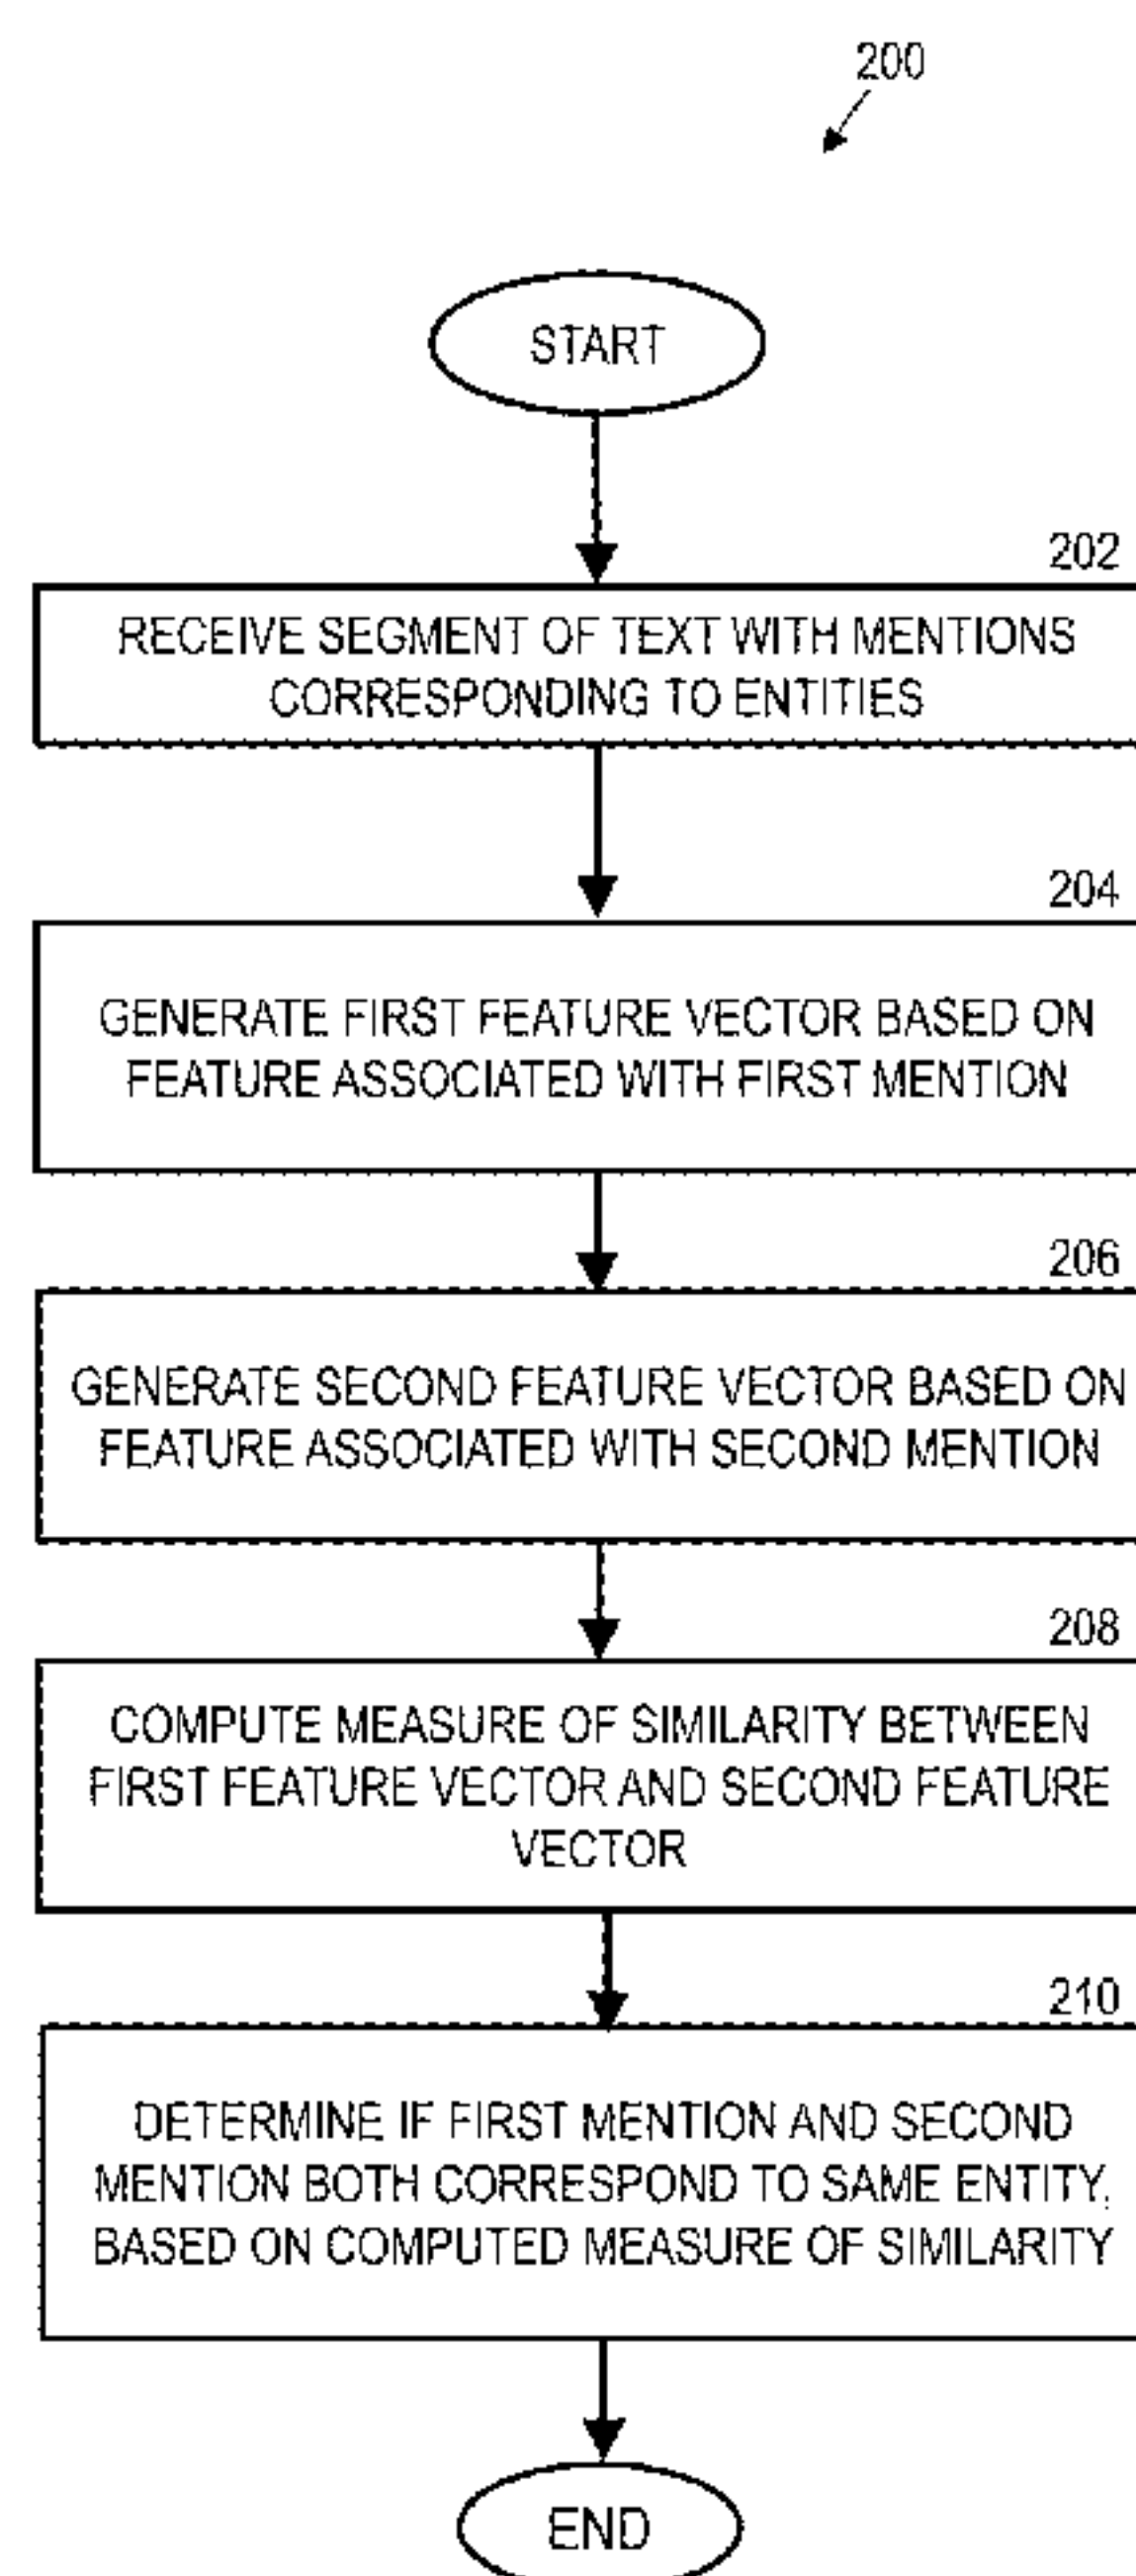 200
START
202
RECEIVE SEGMENT OF TEXT WITH MENTIONS
CORRESPONDING TO ENTITIES
204
GENERATE FIRST FEATURE VECTOR BASED ON
FEATURE ASSOCIATED WITH FIRST MENTION
206
GENERATE SECOND FEATURE VECTOR BASED ON
FEATURE ASSOCIATED WITH SECOND MENTION
208
COMPUTE MEASURE OF SIMILARITY BETWEEN
FIRST FEATURE VECTOR AND SECOND FEATURE
VECTOR
210
DETERMINE IF FIRST MENTION AND SECOND
MENTION BOTH CORRESPOND TO SAME ENTITY,
BASED ON COMPUTED MEASURE OF SIMILARITY
END